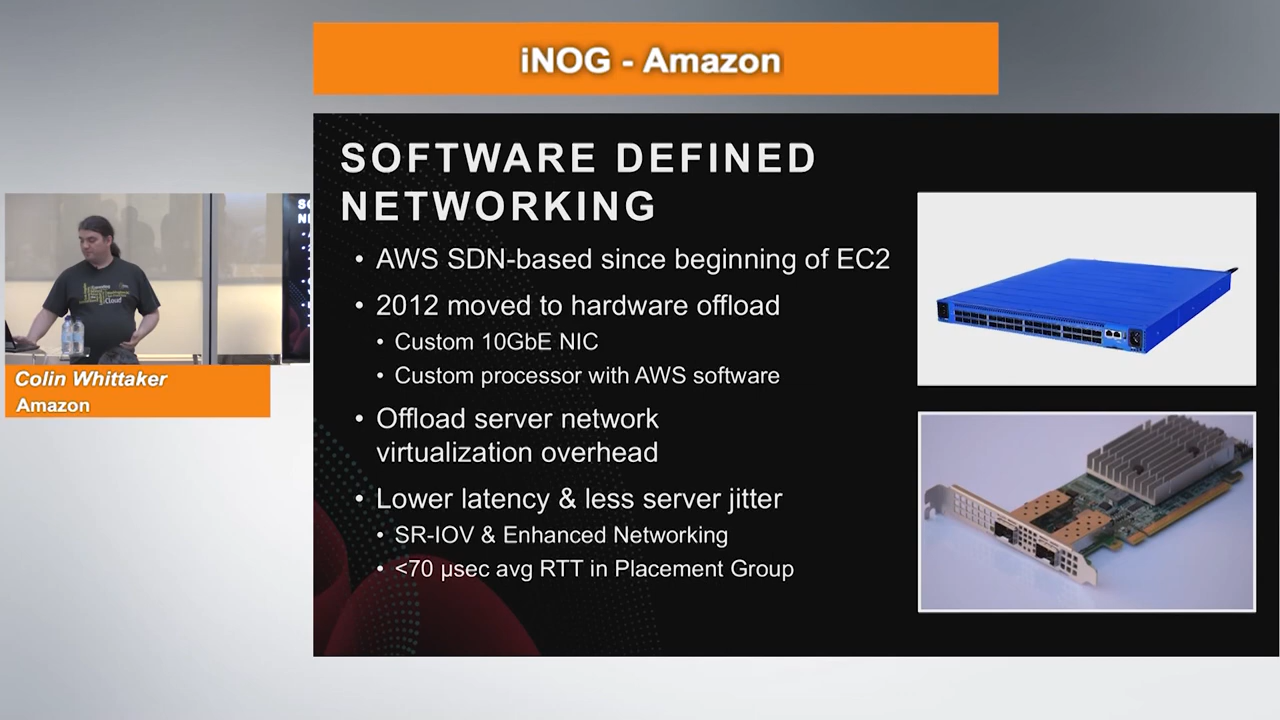 iNOG - Amazon
SOFTWARE DEFINED
NETWORKING
• AWS SDN-based since beginning of EC2
• 2012 moved to hardware offload
• Custom 10GbE NIC
• Custom processor with AWS software
• Offload server network
virtualization overhead
• Lower latency & less server jitter
• SR-IOV & Enhanced Networking
• <70 µsec avg RTT in Placement Group
Cloud
Colin Whittaker
Amazon